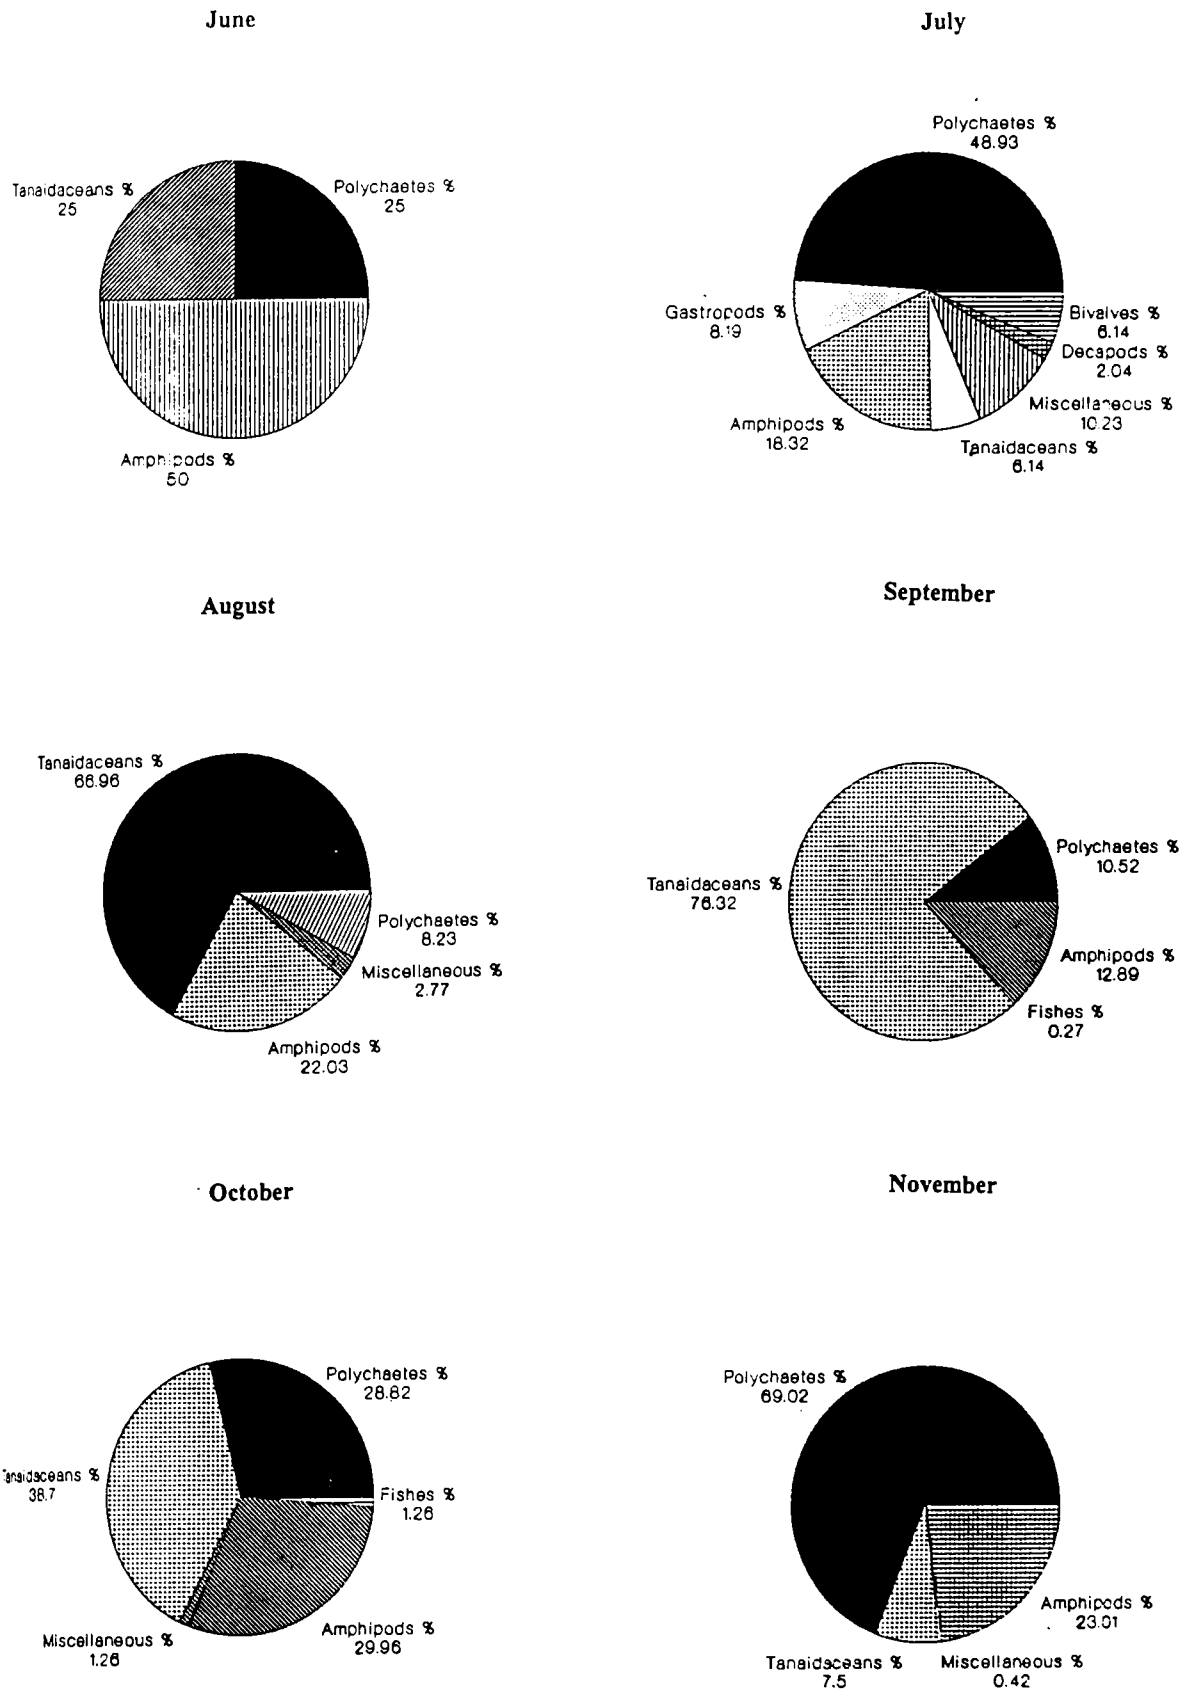 June
Tanaidaceans %
25
Polychaetes %
25
Amphipods %
50
July
Polychaetes %
48.93
Gastropods %
8.19
Bivalves %
6.14
Decapods %
2.04
Miscellaneous %
10.23
Amphipods %
18.32
Tanaidaceans %
6.14
August
Tanaidaceans %
66.96
Polychaetes %
8.23
Miscellaneous %
2.77
Amphipods %
22.03
September
Polychaetes %
10.52
Tanaidaceans %
76.32
Amphipods %
12.89
Fishes %
0.27
October
Polychaetes %
28.82
Tanaidaceans %
38.7
Fishes %
1.26
Amphipods %
29.96
Miscellaneous %
1.26
November
Polychaetes %
69.02
Amphipods %
23.01
Tanaidaceans %
7.5
Miscellaneous %
0.42